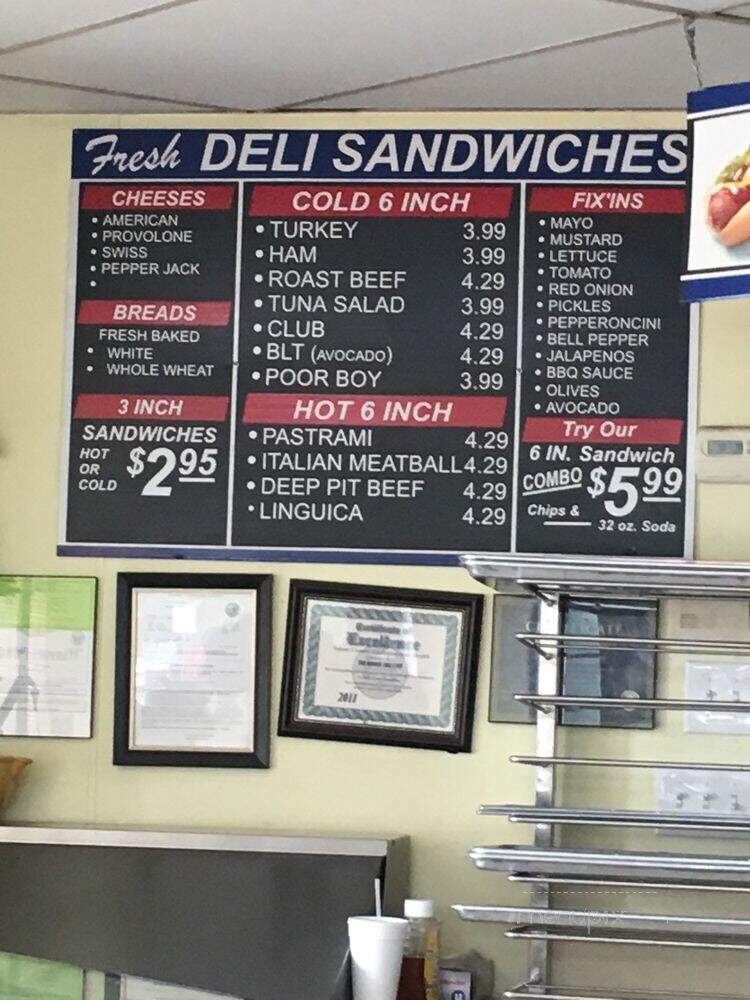 Fresh DELI SANDWICHES
CHEESES
• AMERICAN
• PROVOLONE
• SWISS
• PEPPER JACK
•
BREADS
FRESH BAKED
• WHITE
• WHOLE WHEAT
3 INCH
SANDWICHES
HOT OR COLD $2.95
COLD 6 INCH
• TURKEY 3.99
• HAM 3.99
• ROAST BEEF 4.29
• TUNA SALAD 3.99
• CLUB 4.29
• BLT (AVOCADO) 4.29
• POOR BOY 3.99
HOT 6 INCH
• PASTRAMI 4.29
• ITALIAN MEATBALL 4.29
• DEEP PIT BEEF 4.29
• LINGUICA 4.29
FIX'INS
• MAYO
• MUSTARD
• LETTUCE
• TOMATO
• RED ONION
• PICKLES
• PEPPERONCINI
• BELL PEPPER
• JALAPENOS
• BBQ SAUCE
• OLIVES
• AVOCADO
Try Our
6 IN. Sandwich
COMBO $5.99
Chips &
32 oz. Soda
Certificate of
Excellence
2011
menupix